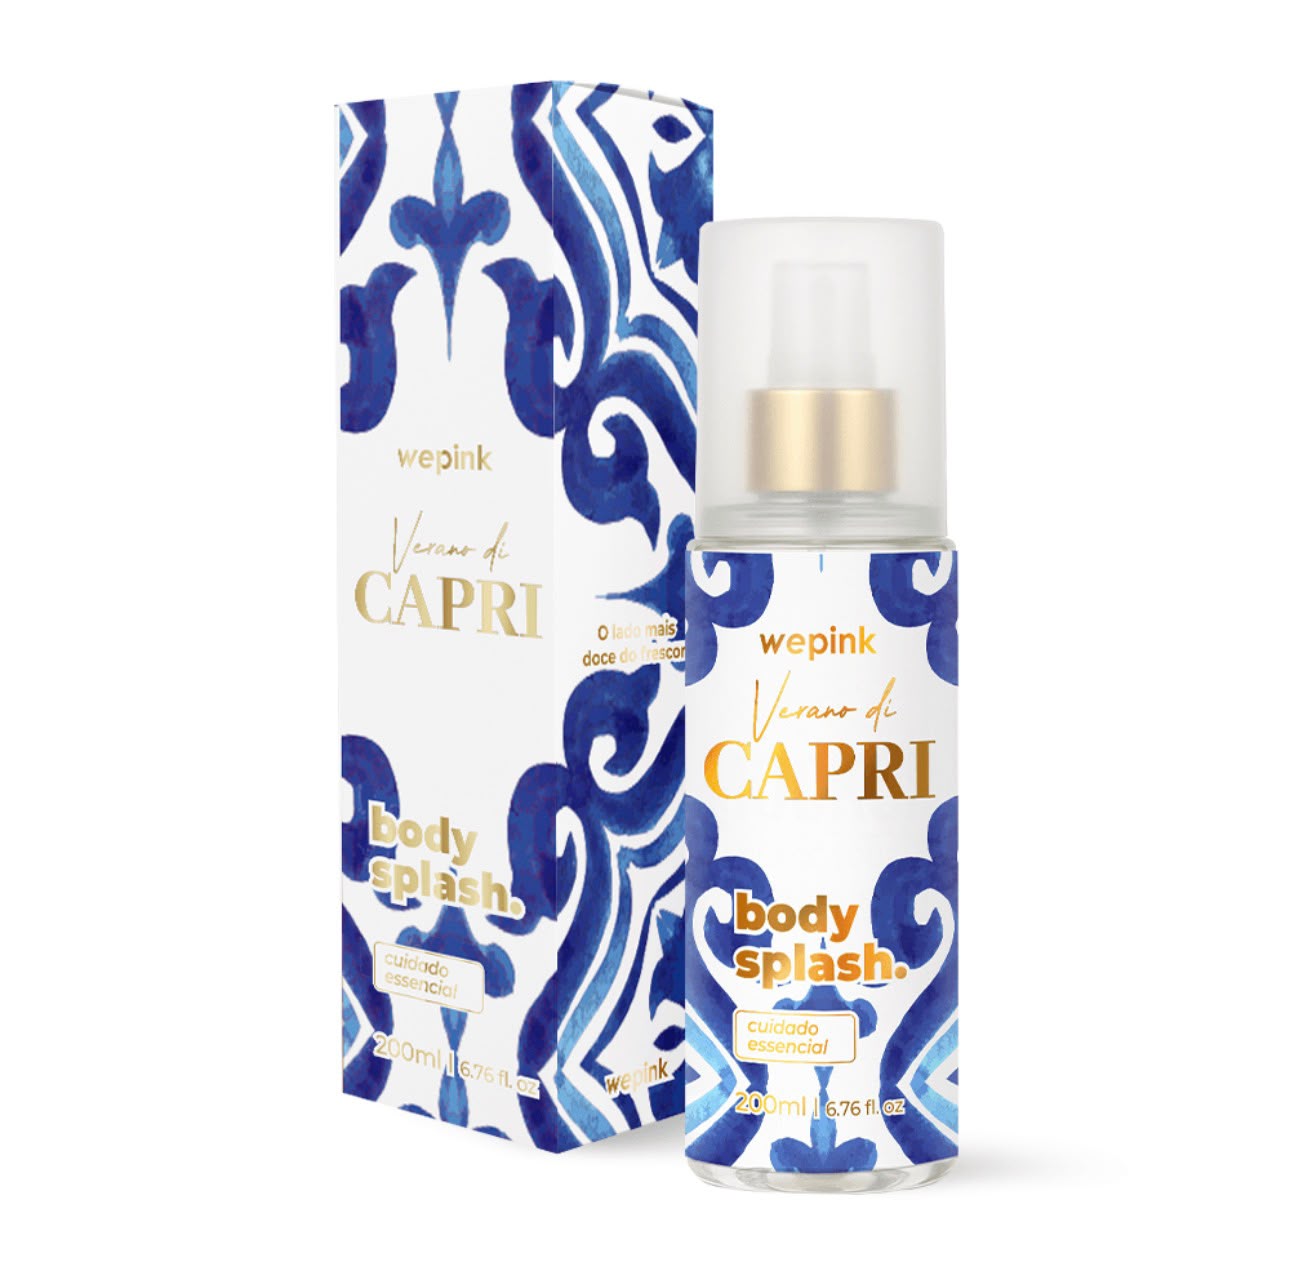 wepink
Verano di
CAPRI
body
splash.
cuidado
essencial
200ml | 6.76 fl. oz
O lado mais
doce do frescor
wepink
wepink
Verano di
CAPRI
body
splash.
cuidado
essencial
200ml | 6.76 fl. oz